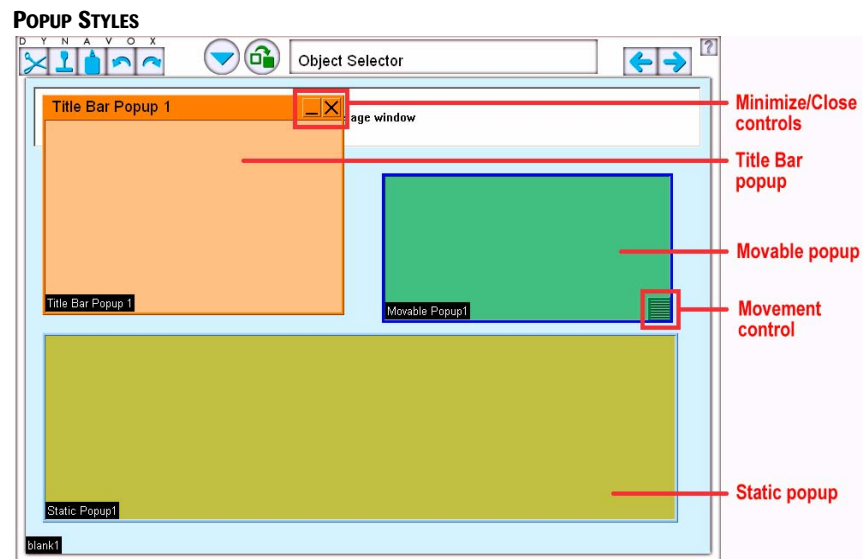 POPUP STYLES
D Y N A V O X
Object Selector
?
Title Bar Popup 1
age window
Minimize/Close
controls
Title Bar
popup
Movable popup
Title Bar Popup 1
Movable Popup1
Movement
control
Static popup
Static Popup1
blank1